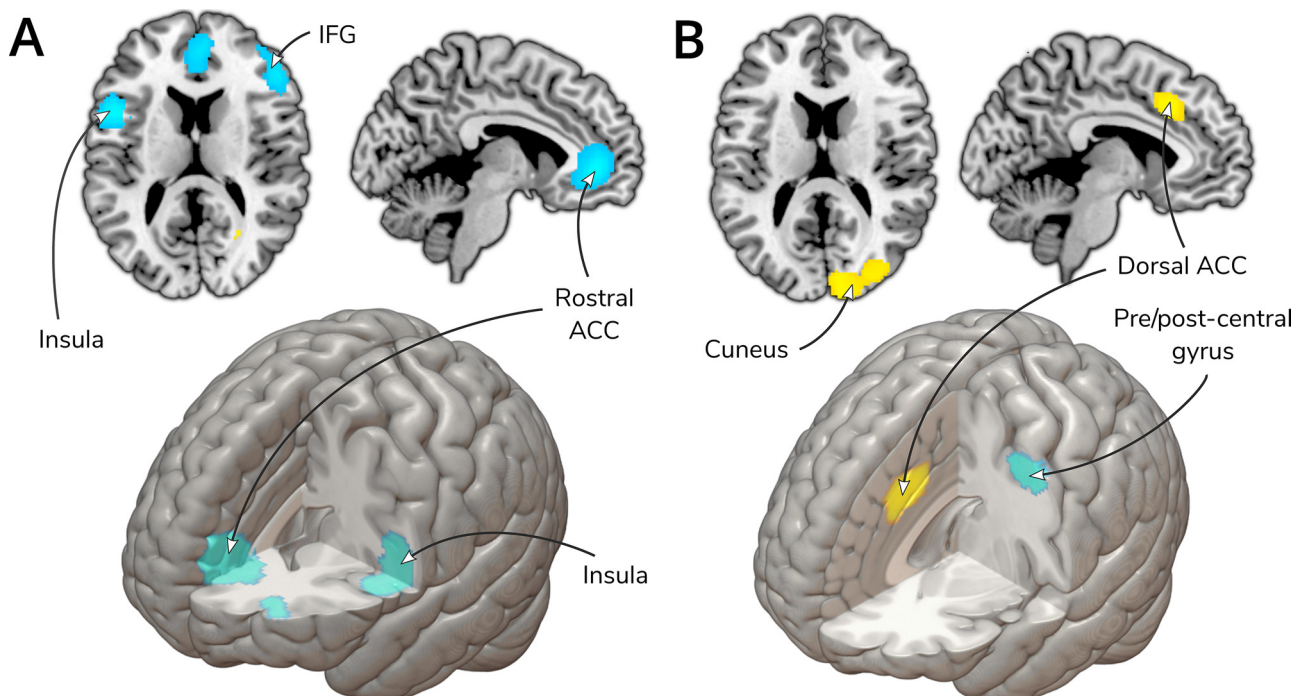 A
IFG
Insula
Rostral
ACC
Insula
B
Dorsal ACC
Cuneus
Pre/post-central
gyrus